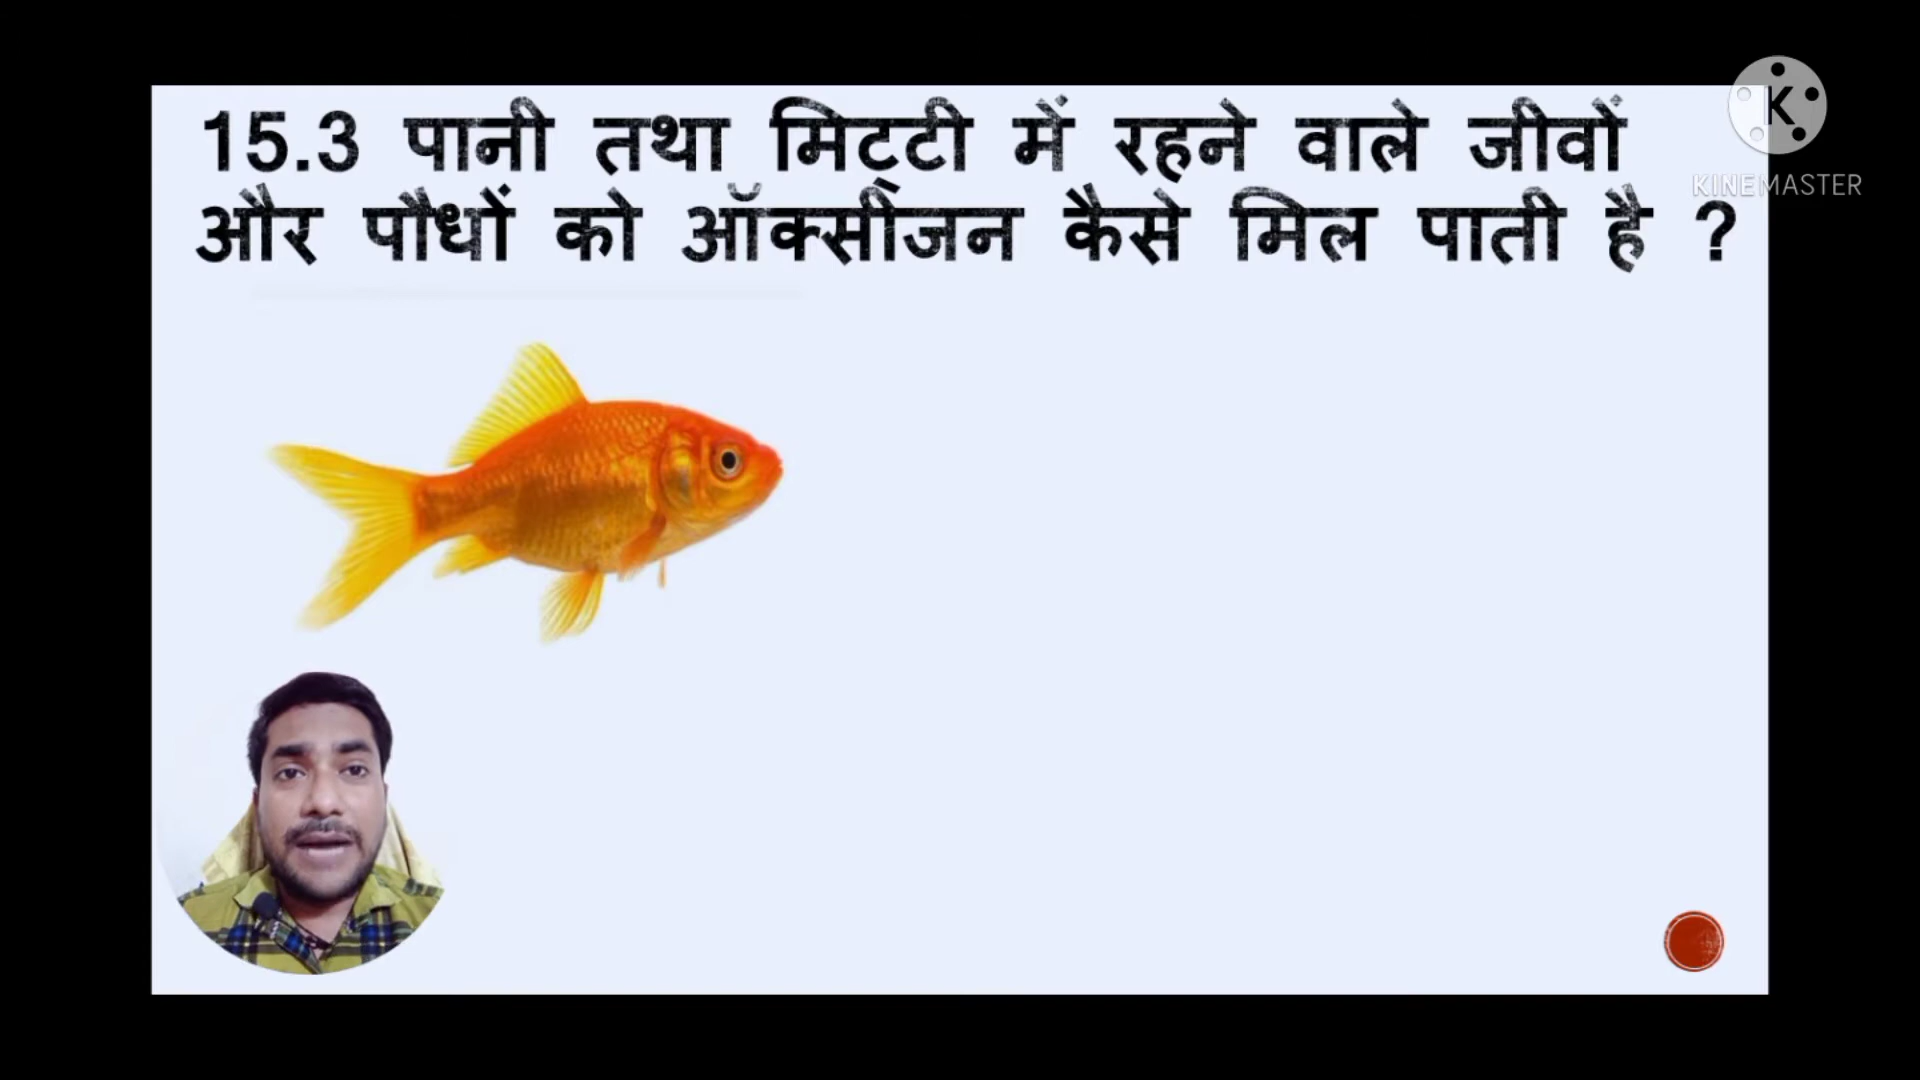 15.3 पानी तथा मिट्टी में रहने वाले जीवों
और पौधों को ऑक्सीजन कैसे मिल पाती है ?
K
KINEMASTER